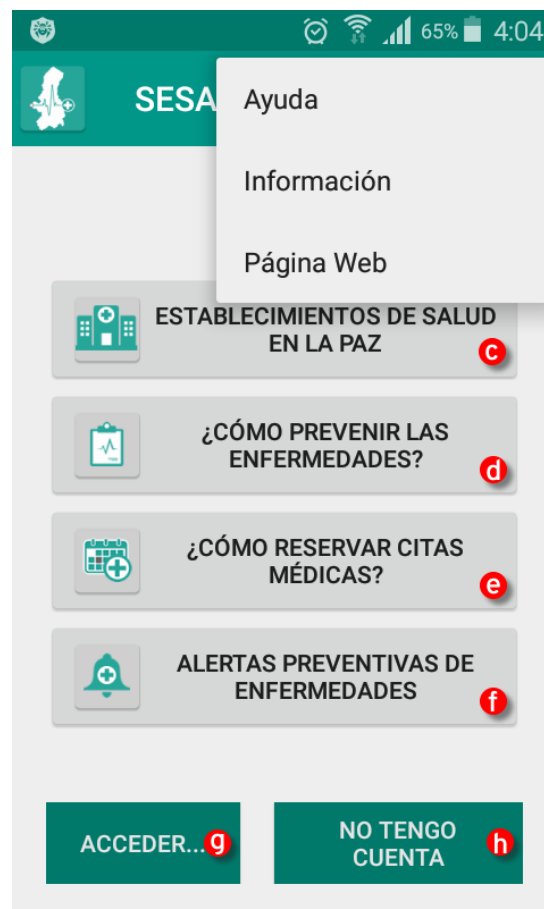 65% 4:04
SESA
Ayuda
Información
Página Web
ESTABLECIMIENTOS DE SALUD
EN LA PAZ
c
¿CÓMO PREVENIR LAS
ENFERMEDADES?
d
¿CÓMO RESERVAR CITAS
MÉDICAS?
e
ALERTAS PREVENTIVAS DE
ENFERMEDADES
f
ACCEDER... g
NO TENGO
CUENTA
h